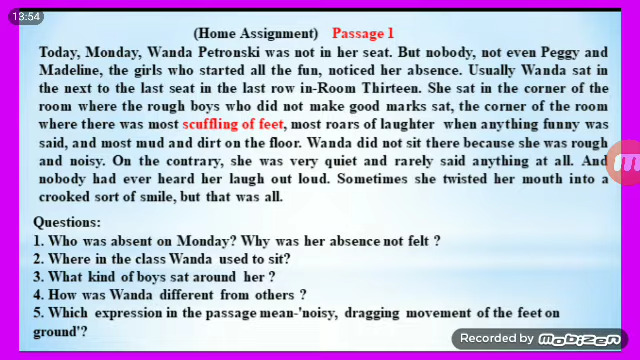 13:54
(Home Assignment) Passage 1
Today, Monday, Wanda Petronski was not in her seat. But nobody, not even Peggy and
Madeline, the girls who started all the fun, noticed her absence. Usually Wanda sat in
the next to the last seat in the last row in-Room Thirteen. She sat in the corner of the
room where the rough boys who did not make good marks sat, the corner of the room
where there was most scuffling of feet, most roars of laughter when anything funny was
said, and most mud and dirt on the floor. Wanda did not sit there because she was rough
and noisy. On the contrary, she was very quiet and rarely said anything at all. And
nobody had ever heard her laugh out loud. Sometimes she twisted her mouth into a
crooked sort of smile, but that was all.
Questions:
1. Who was absent on Monday? Why was her absence not felt ?
2. Where in the class Wanda used to sit?
3. What kind of boys sat around her ?
4. How was Wanda different from others ?
5. Which expression in the passage mean-'noisy, dragging movement of the feet on
ground'?
Recorded by mobizen